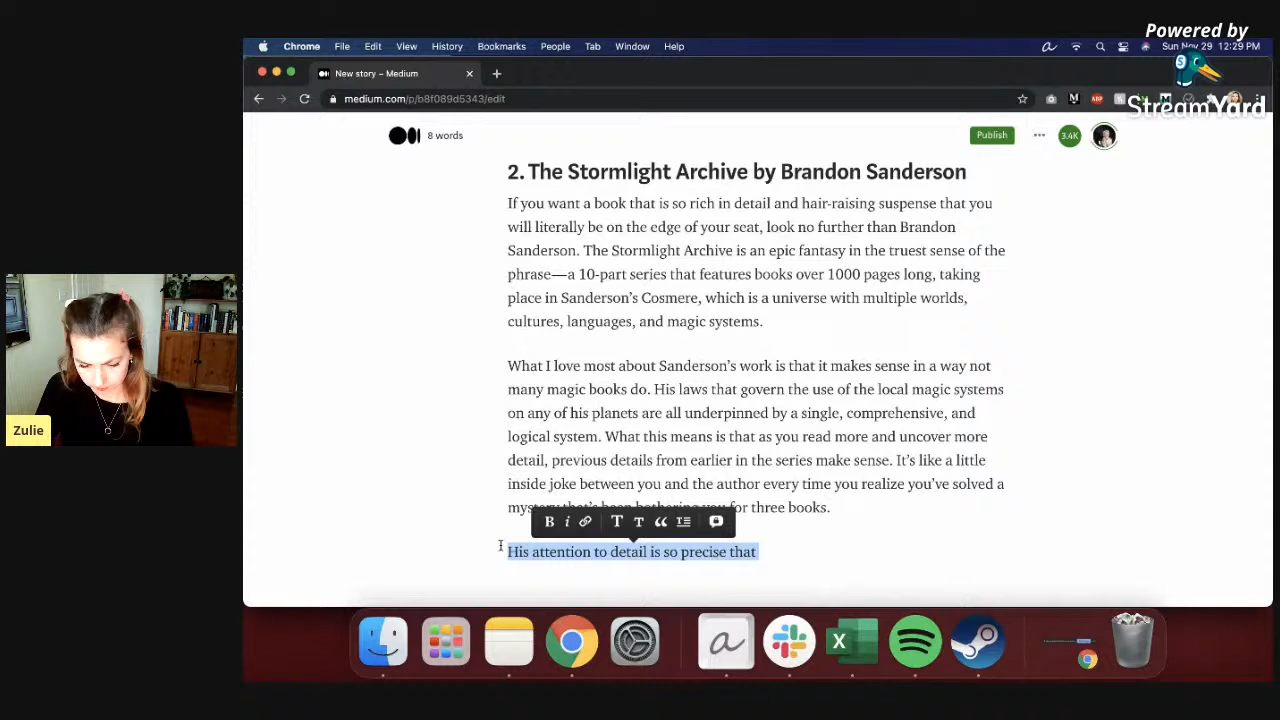 Powered by
StreamYard
Chrome File Edit View History Bookmarks People Tab Window Help
Sun Nov 29 12:29 PM
New story – Medium
medium.com/p/b8f089d5343/edit
ABP
8 words
Publish
3.4K
2. The Stormlight Archive by Brandon Sanderson
If you want a book that is so rich in detail and hair-raising suspense that you
will literally be on the edge of your seat, look no further than Brandon
Sanderson. The Stormlight Archive is an epic fantasy in the truest sense of the
phrase—a 10-part series that features books over 1000 pages long, taking
place in Sanderson’s Cosmere, which is a universe with multiple worlds,
cultures, languages, and magic systems.
What I love most about Sanderson’s work is that it makes sense in a way not
many magic books do. His laws that govern the use of the local magic systems
on any of his planets are all underpinned by a single, comprehensive, and
logical system. What this means is that as you read more and uncover more
detail, previous details from earlier in the series make sense. It’s like a little
inside joke between you and the author every time you realize you’ve solved a
mystery that’s been bothering you for three books.
B i T T
His attention to detail is so precise that
Zulie